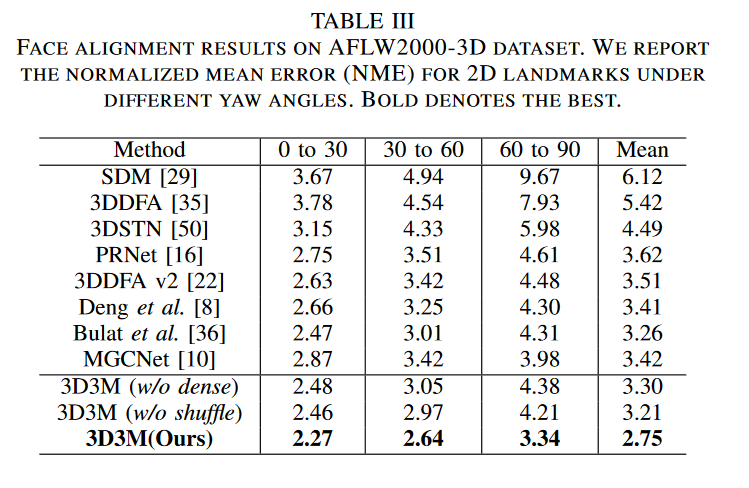 TABLE III
FACE ALIGNMENT RESULTS ON AFLW2000-3D DATASET. WE REPORT
THE NORMALIZED MEAN ERROR (NME) FOR 2D LANDMARKS UNDER
DIFFERENT YAW ANGLES. BOLD DENOTES THE BEST.
Method 0 to 30 30 to 60 60 to 90 Mean
SDM [29] 3.67 4.94 9.67 6.12
3DDFA [35] 3.78 4.54 7.93 5.42
3DSTN [50] 3.15 4.33 5.98 4.49
PRNet [16] 2.75 3.51 4.61 3.62
3DDFA v2 [22] 2.63 3.42 4.48 3.51
Deng et al. [8] 2.66 3.25 4.30 3.41
Bulat et al. [36] 2.47 3.01 4.31 3.26
MGCNet [10] 2.87 3.42 3.98 3.42
3D3M (w/o dense) 2.48 3.05 4.38 3.30
3D3M (w/o shuffle) 2.46 2.97 4.21 3.21
3D3M(Ours) 2.27 2.64 3.34 2.75